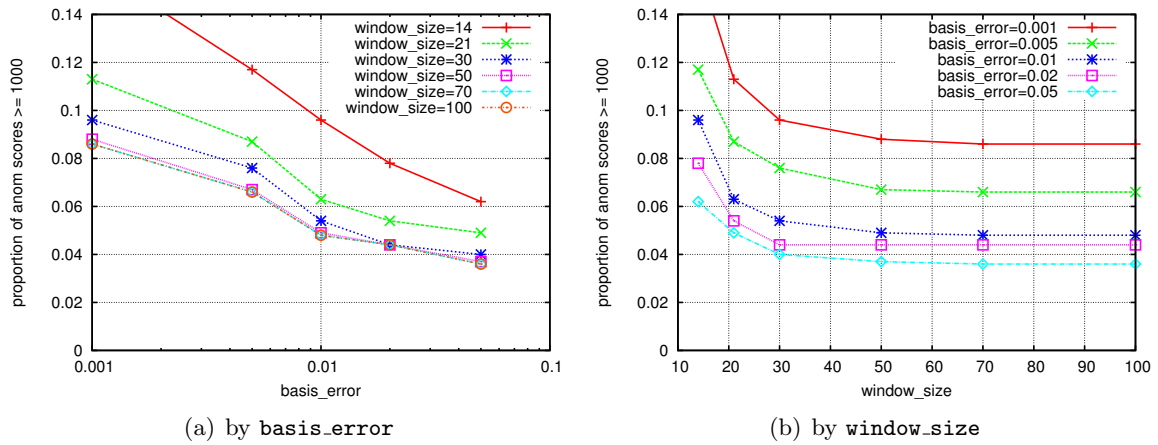 proportion of anom scores >= 1000
0.14
0.12
0.1
0.08
0.06
0.04
0.02
0
0.001
0.01
0.1
basis_error
window_size=14
window_size=21
window_size=30
window_size=50
window_size=70
window_size=100
(a) by basis_error
proportion of anom scores >= 1000
0.14
0.12
0.1
0.08
0.06
0.04
0.02
0
10 20 30 40 50 60 70 80 90 100
window_size
basis_error=0.001
basis_error=0.005
basis_error=0.01
basis_error=0.02
basis_error=0.05
(b) by window_size